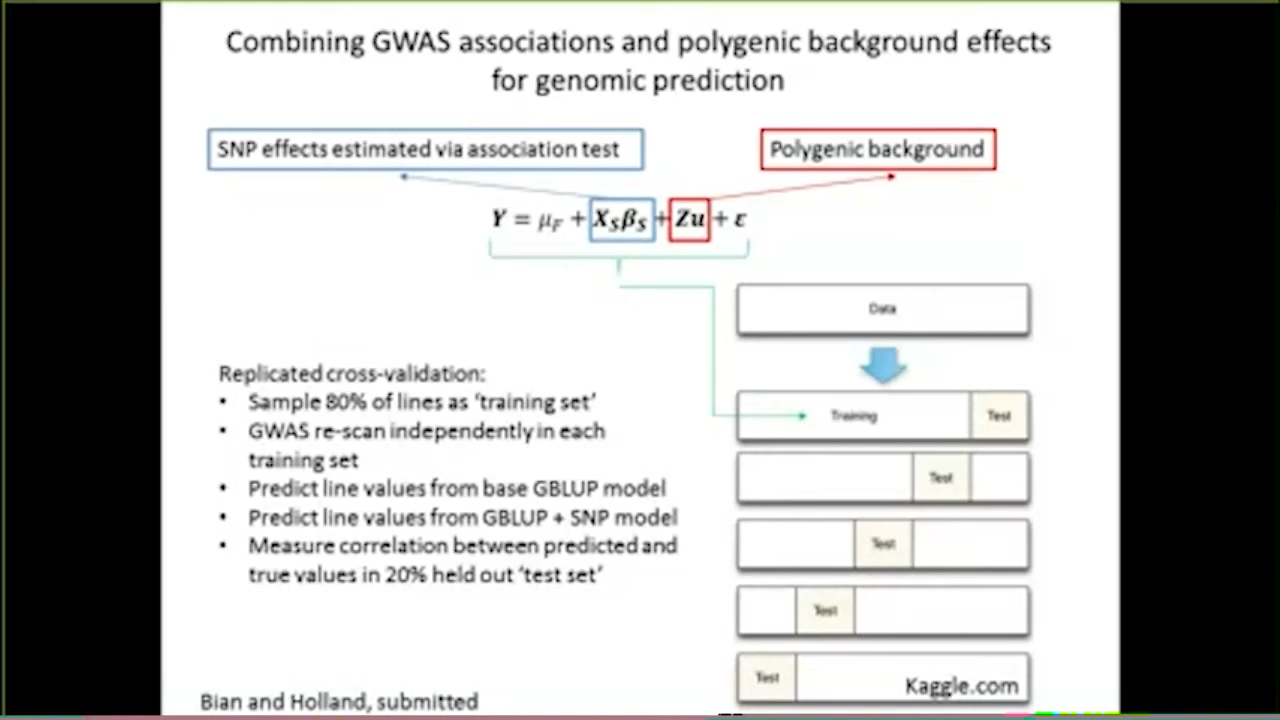 Combining GWAS associations and polygenic background effects
for genomic prediction
SNP effects estimated via association test
Polygenic background
Y = μF + XSβS + Zu + ε
Data
Training
Test
Replicated cross-validation:
• Sample 80% of lines as ‘training set’
• GWAS re-scan independently in each
training set
• Predict line values from base GBLUP model
• Predict line values from GBLUP + SNP model
• Measure correlation between predicted and
true values in 20% held out ‘test set’
Test
Test
Test
Test
Kaggle.com
Bian and Holland, submitted